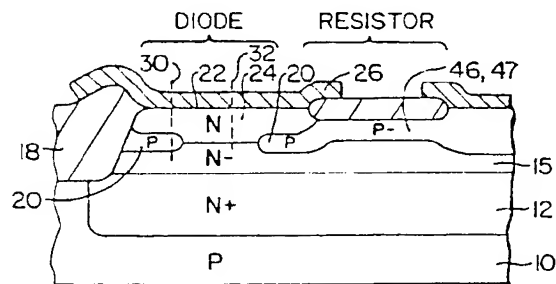 DIODE RESISTOR
30 22 32 24 20 26 46, 47
18 N P-
P N- P 15
20 N+ 12
P 10